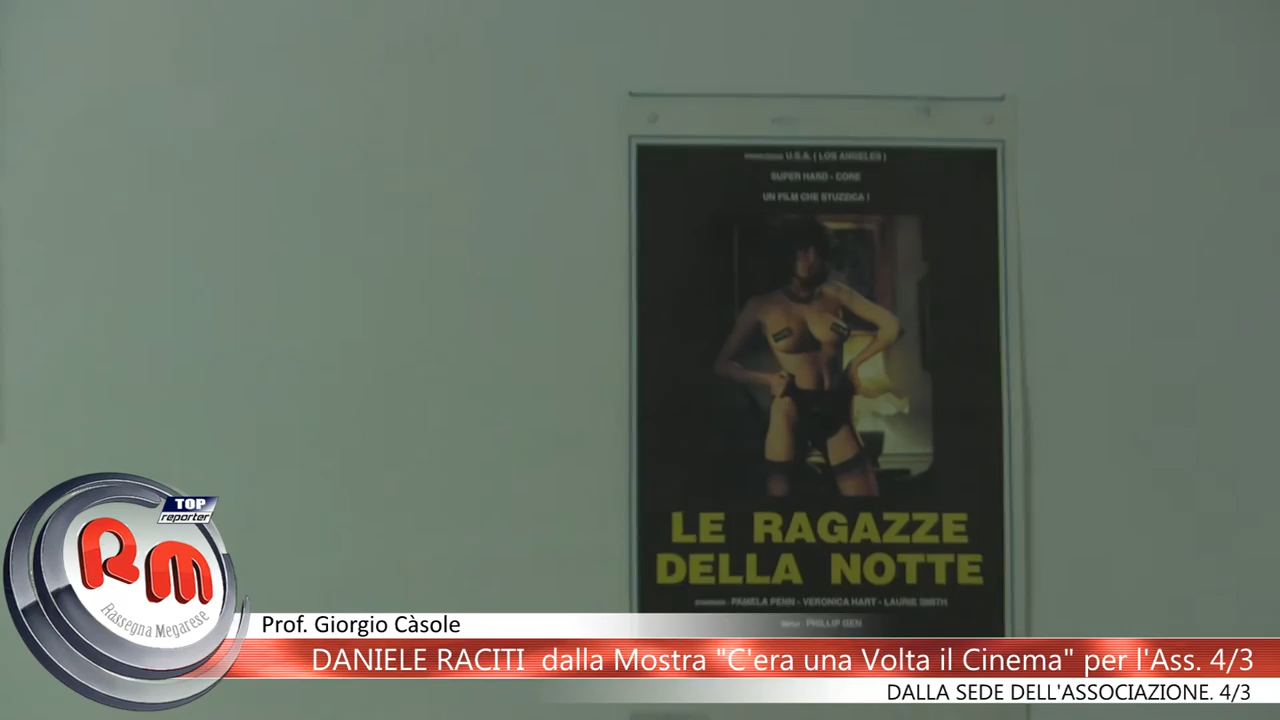 U.S.A. ( LOS ANGELES )
SUPER HARD - CORE
UN FILM CHE STUZZICA !
LE RAGAZZE
DELLA NOTTE
PAMELA PENN - VERONICA HART - LAURIE SMITH
PHILLIP GEN
TOP
reporter
RM
Rassegna Megarese
Prof. Giorgio Càsole
DANIELE RACITI dalla Mostra "C'era una Volta il Cinema" per l'Ass. 4/3
DALLA SEDE DELL'ASSOCIAZIONE. 4/3